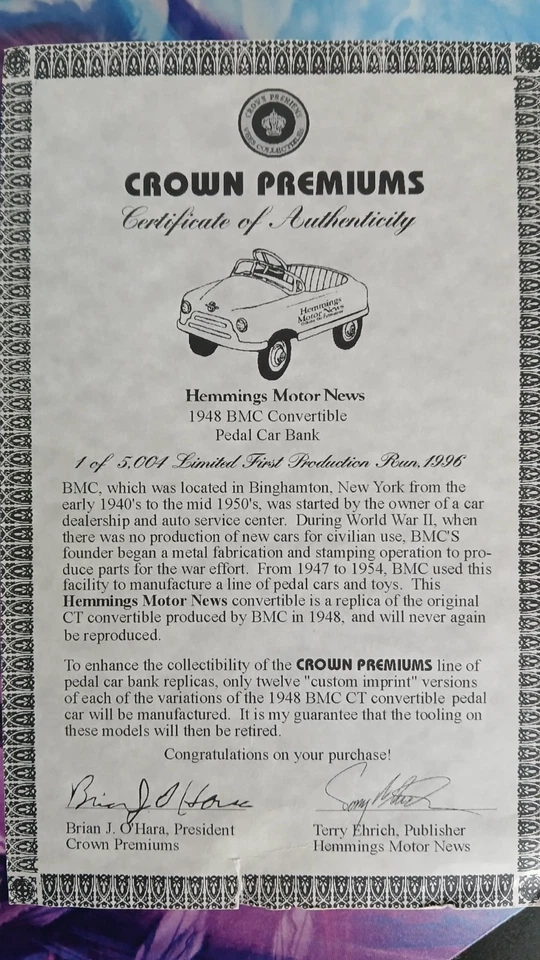 CROWN PREMIUMS
CROWN PREMIUMS
Certificate of Authenticity
Hemmings
Motor News
Hemmings Motor News
1948 BMC Convertible
Pedal Car Bank
1 of 5,004 Limited First Production Run, 1996
BMC, which was located in Binghamton, New York from the
early 1940's to the mid 1950's, was started by the owner of a car
dealership and auto service center. During World War II, when
there was no production of new cars for civilian use, BMC'S
founder began a metal fabrication and stamping operation to pro-
duce parts for the war effort. From 1947 to 1954, BMC used this
facility to manufacture a line of pedal cars and toys. This
Hemmings Motor News convertible is a replica of the original
CT convertible produced by BMC in 1948, and will never again
be reproduced.
To enhance the collectibility of the CROWN PREMIUMS line of
pedal car bank replicas, only twelve "custom imprint" versions
of each of the variations of the 1948 BMC CT convertible pedal
car will be manufactured. It is my guarantee that the tooling on
these models will then be retired.
Congratulations on your purchase!
Brian J O'Hara
Brian J. O'Hara, President
Crown Premiums
Terry Ehrich, Publisher
Hemmings Motor News